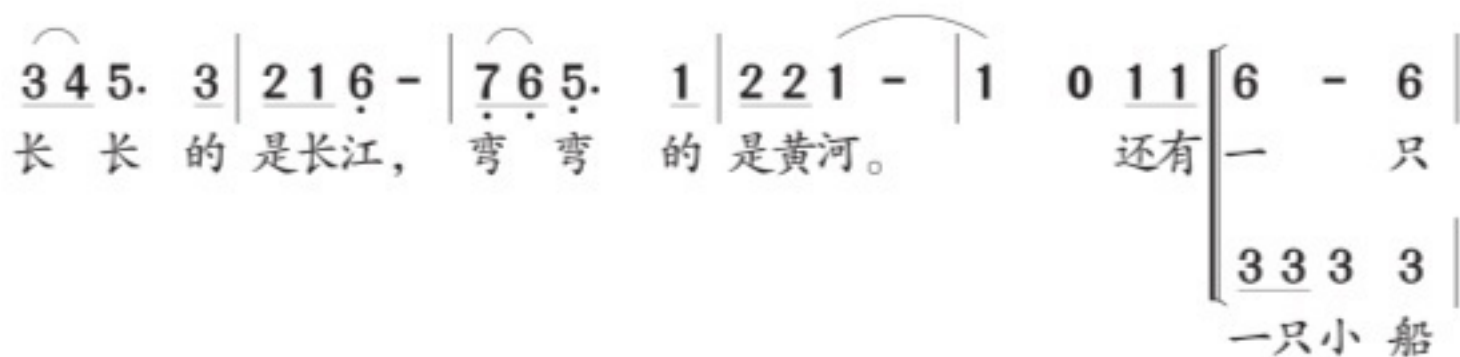 3 4 5. 3 | 2 1 6̣ - | 7̣ 6̣ 5̣. 1 | 2 2 1 - | 1 0 1 1 | 6 - 6 |
长 长 的 是长江， 弯 弯 的 是黄河。 还有 一 只
3 3 3 3 |
一只小 船